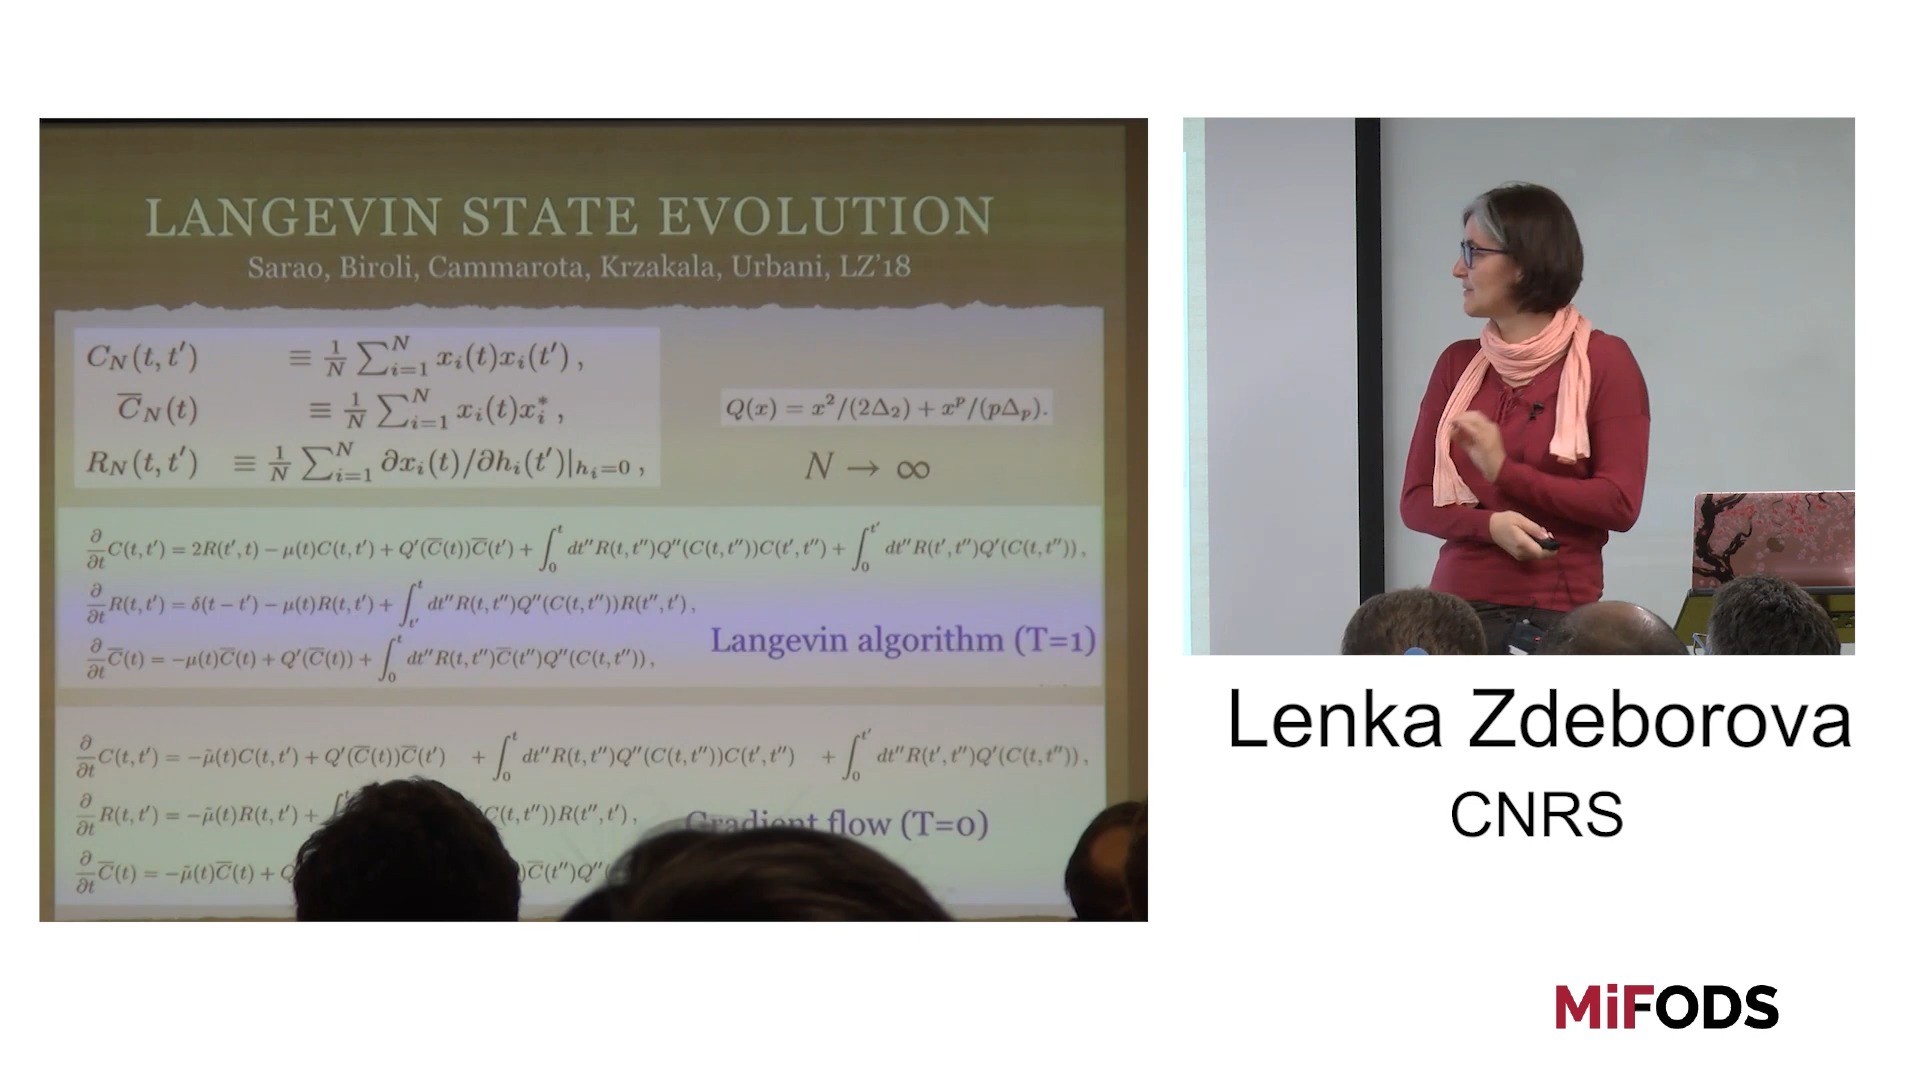 LANGEVIN STATE EVOLUTION
Sarao, Biroli, Cammarota, Krzakala, Urbani, LZ'18
C_N(t, t′) ≡ 1/N ∑_{i=1}^N x_i(t)x_i(t′) ,
C̅_N(t) ≡ 1/N ∑_{i=1}^N x_i(t)x_i^* ,
R_N(t, t′) ≡ 1/N ∑_{i=1}^N ∂x_i(t)/∂h_i(t′)|_{h_i=0} ,
Q(x) = x²/(2Δ₂) + x^p/(pΔ_p).
N → ∞
∂/∂t C(t, t′) = 2R(t′, t) − μ(t)C(t, t′) + Q′(C̅(t))C̅(t′) + ∫_0^t dt″R(t, t″)Q″(C(t, t″))C(t′, t″) + ∫_0^{t′} dt″R(t′, t″)Q′(C(t, t″)) ,
∂/∂t R(t, t′) = δ(t − t′) − μ(t)R(t, t′) + ∫_{t′}^t dt″R(t, t″)Q″(C(t, t″))R(t″, t′) ,
∂/∂t C̅(t) = −μ(t)C̅(t) + Q′(C̅(t)) + ∫_0^t dt″R(t, t″)C̅(t″)Q″(C(t, t″)) ,
Langevin algorithm (T=1)
∂/∂t C(t, t′) = −μ̃(t)C(t, t′) + Q′(C̅(t))C̅(t′) + ∫_0^t dt″R(t, t″)Q″(C(t, t″))C(t′, t″) + ∫_0^{t′} dt″R(t′, t″)Q′(C(t, t″)) ,
∂/∂t R(t, t′) = −μ̃(t)R(t, t′) + C(t, t″))R(t″, t′) ,
Gradient flow (T=0)
∂/∂t C̅(t) = −μ̃(t)C̅(t) + Q )C̅(t″)Q″(
Lenka Zdeborova
CNRS
MiFODS